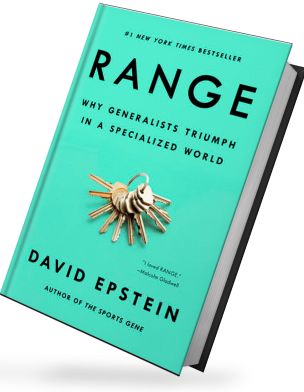 #1 NEW YORK TIMES BESTSELLER
RANGE
WHY GENERALISTS TRIUMPH
IN A SPECIALIZED WORLD
"I loved RANGE."
—Malcolm Gladwell
DAVID EPSTEIN
AUTHOR OF THE SPORTS GENE